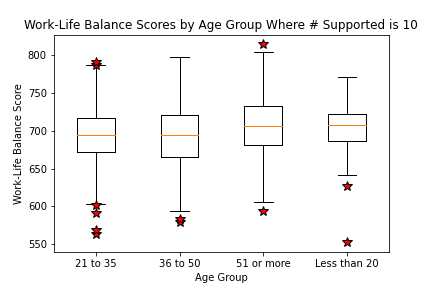 Work-Life Balance Scores by Age Group Where # Supported is 10
Work-Life Balance Score
800
750
700
650
600
550
21 to 35
36 to 50
51 or more
Less than 20
Age Group